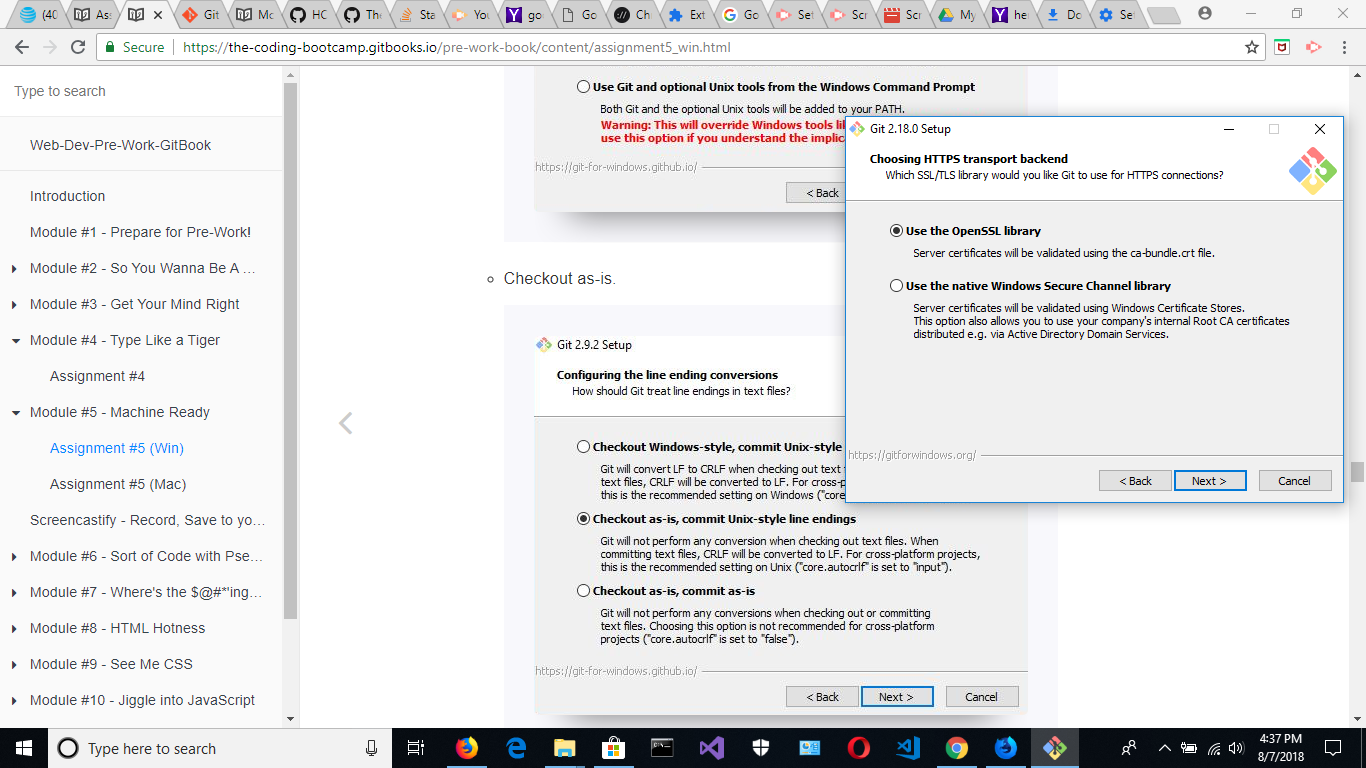 (40
As:
Git
Mo
HC
The
Sta
You
go
Go
Ch
Ext
Go
Set
Scr
Scr
My
he
Do
Set
Secure https://the-coding-bootcamp.gitbooks.io/pre-work-book/content/assignment5_win.html
Type to search
Web-Dev-Pre-Work-GitBook
Introduction
Module #1 - Prepare for Pre-Work!
Module #2 - So You Wanna Be A ...
Module #3 - Get Your Mind Right
Module #4 - Type Like a Tiger
Assignment #4
Module #5 - Machine Ready
Assignment #5 (Win)
Assignment #5 (Mac)
Screencastify - Record, Save to yo...
Module #6 - Sort of Code with Pse...
Module #7 - Where's the $@#*'ing...
Module #8 - HTML Hotness
Module #9 - See Me CSS
Module #10 - Jiggle into JavaScript
Use Git and optional Unix tools from the Windows Command Prompt
Both Git and the optional Unix tools will be added to your PATH.
Warning: This will override Windows tools li
use this option if you understand the implic
https://git-for-windows.github.io/
< Back
Checkout as-is.
Git 2.9.2 Setup
Configuring the line ending conversions
How should Git treat line endings in text files?
Checkout Windows-style, commit Unix-style
Git will convert LF to CRLF when checking out text
text files, CRLF will be converted to LF. For cross-p
this is the recommended setting on Windows ("core
Checkout as-is, commit Unix-style line endings
Git will not perform any conversion when checking out text files. When
committing text files, CRLF will be converted to LF. For cross-platform projects,
this is the recommended setting on Unix ("core.autocrlf" is set to "input").
Checkout as-is, commit as-is
Git will not perform any conversions when checking out or committing
text files. Choosing this option is not recommended for cross-platform
projects ("core.autocrlf" is set to "false").
https://git-for-windows.github.io/
< Back
Next >
Cancel
Git 2.18.0 Setup
Choosing HTTPS transport backend
Which SSL/TLS library would you like Git to use for HTTPS connections?
Use the OpenSSL library
Server certificates will be validated using the ca-bundle.crt file.
Use the native Windows Secure Channel library
Server certificates will be validated using Windows Certificate Stores.
This option also allows you to use your company's internal Root CA certificates
distributed e.g. via Active Directory Domain Services.
https://gitforwindows.org/
< Back
Next >
Cancel
Type here to search
4:37 PM
8/7/2018